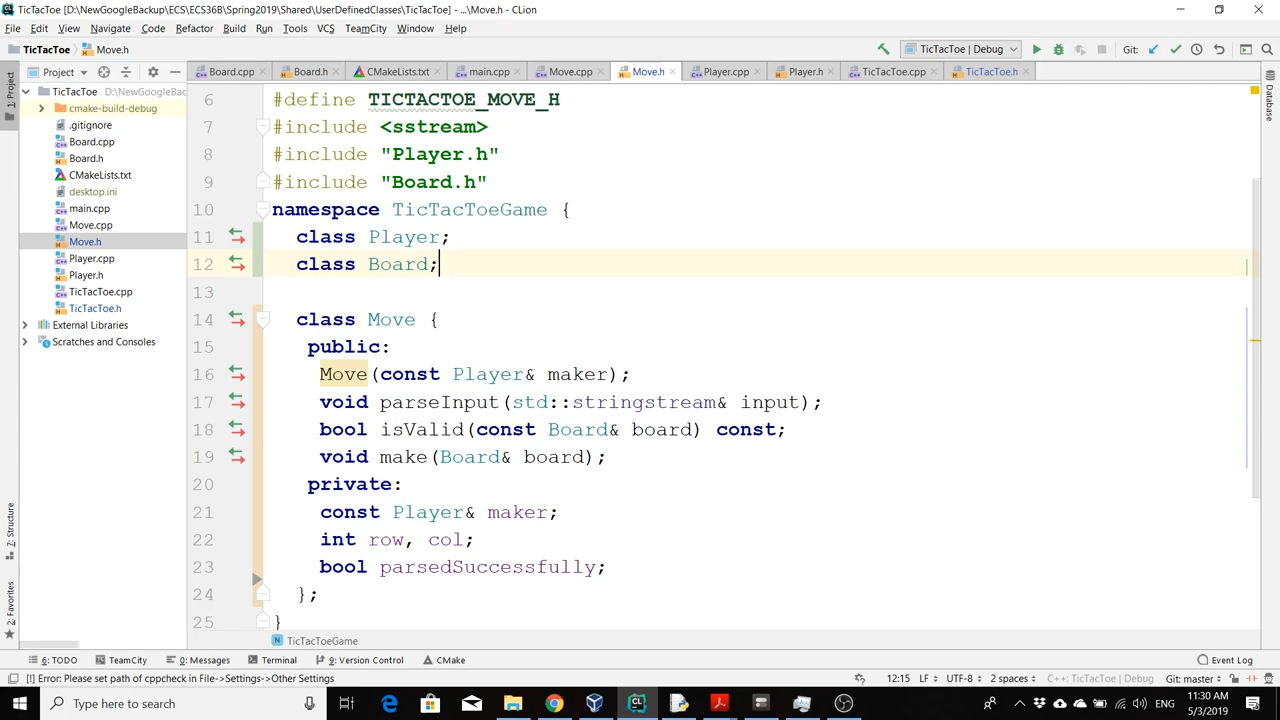 TicTacToe [D:\NewGoogleBackup\ECS\ECS36B\Spring2019\Shared\UserDefinedClasses\TicTacToe] - ...\Move.h - CLion
File Edit View Navigate Code Refactor Build Run Tools VCS TeamCity Window Help
TicTacToe Move.h TicTacToe | Debug Git:
Project Board.cpp Board.h CMakeLists.txt main.cpp Move.cpp Move.h Player.cpp Player.h TicTacToe.cpp TicTacToe.h
1: Project
7: Structure
2: Favorites
Database
TicTacToe D:\NewGoogleBac
cmake-build-debug
.gitignore
Board.cpp
Board.h
CMakeLists.txt
desktop.ini
main.cpp
Move.cpp
Move.h
Player.cpp
Player.h
TicTacToe.cpp
TicTacToe.h
External Libraries
Scratches and Consoles
6 #define TICTACTOE_MOVE_H
7 #include <sstream>
8 #include "Player.h"
9 #include "Board.h"
10 namespace TicTacToeGame {
11 class Player;
12 class Board;
13
14 class Move {
15 public:
16 Move(const Player& maker);
17 void parseInput(std::stringstream& input);
18 bool isValid(const Board& board) const;
19 void make(Board& board);
20 private:
21 const Player& maker;
22 int row, col;
23 bool parsedSuccessfully;
24 };
25 }
TicTacToeGame
6: TODO TeamCity 0: Messages Terminal 9: Version Control CMake Event Log
[!] Error: Please set path of cppcheck in File->Settings->Other Settings 12:15 LF UTF-8 2 spaces C++: TicTacToe | Debug Git: master
Type here to search ENG 11:30 AM
5/3/2019